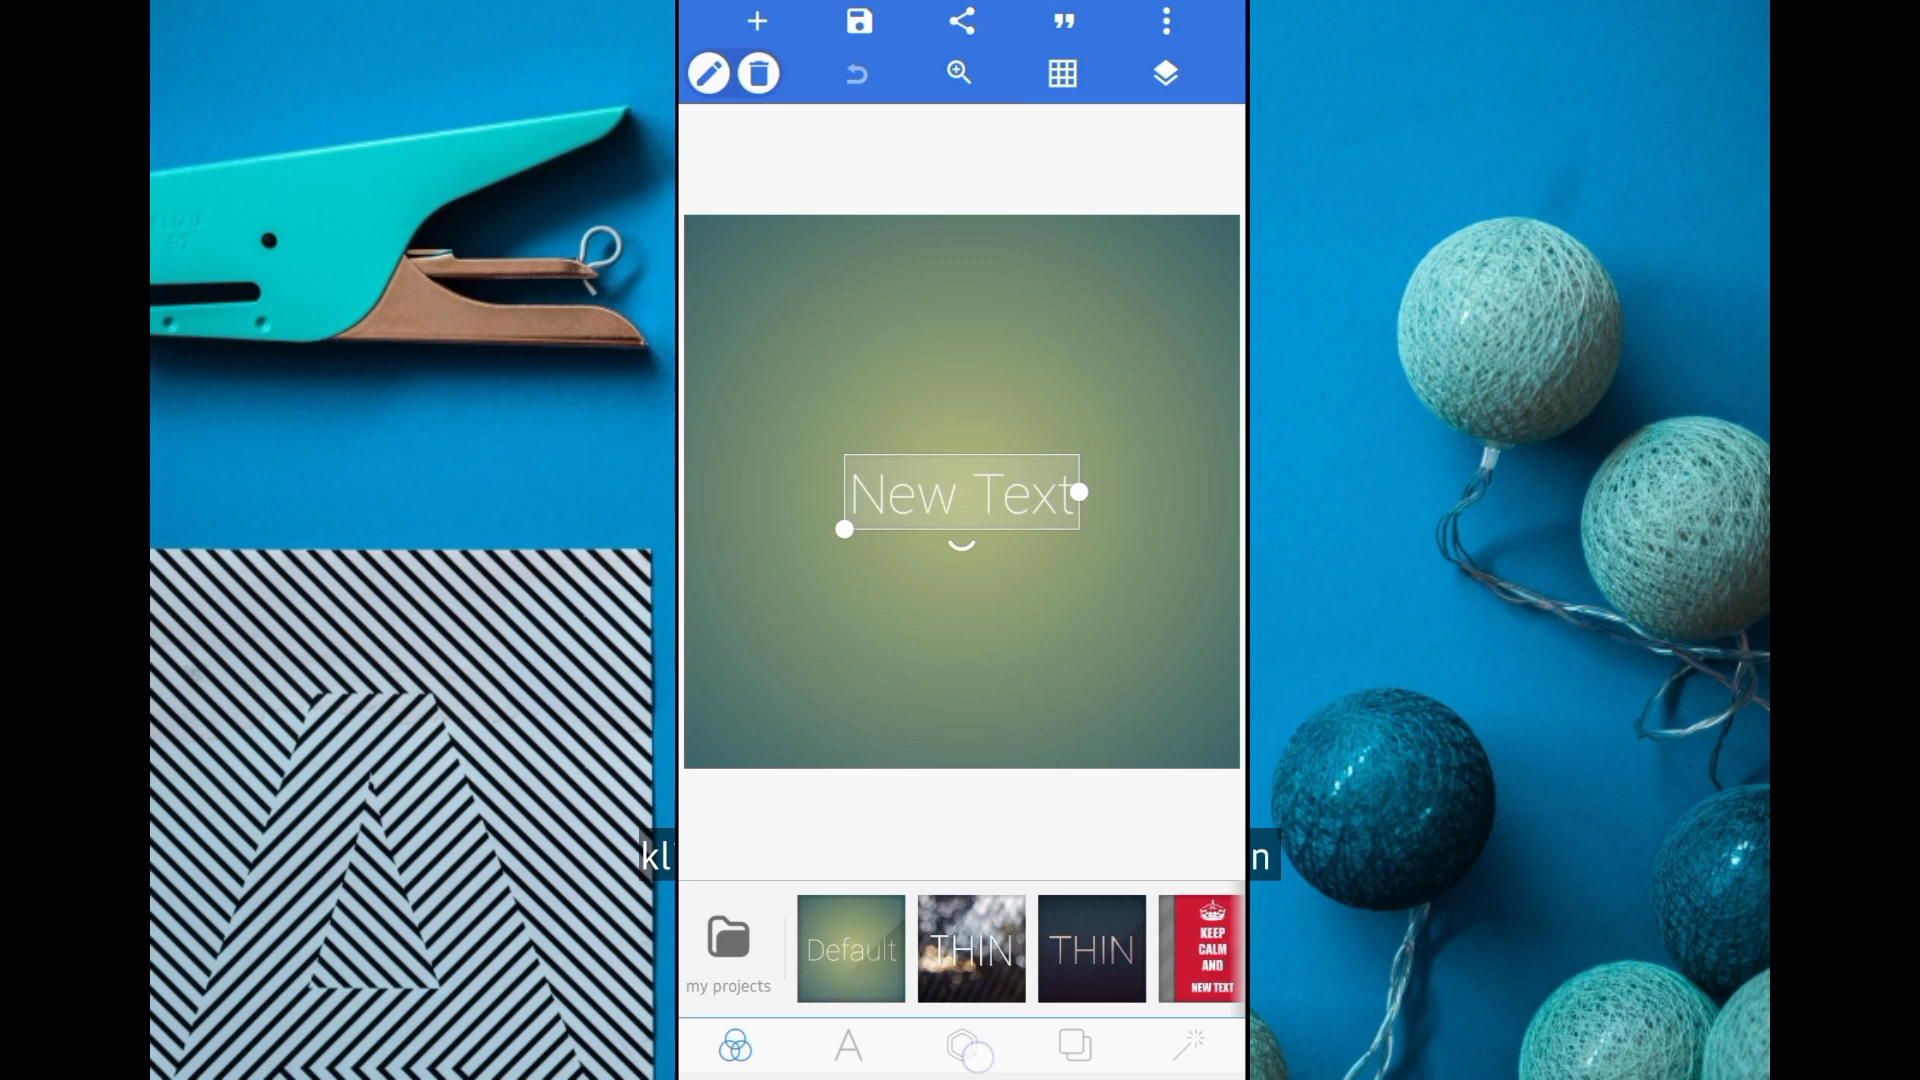 New Text
kl
n
my projects
Default
THIN
THIN
KEEP
CALM
AND
NEW TEXT